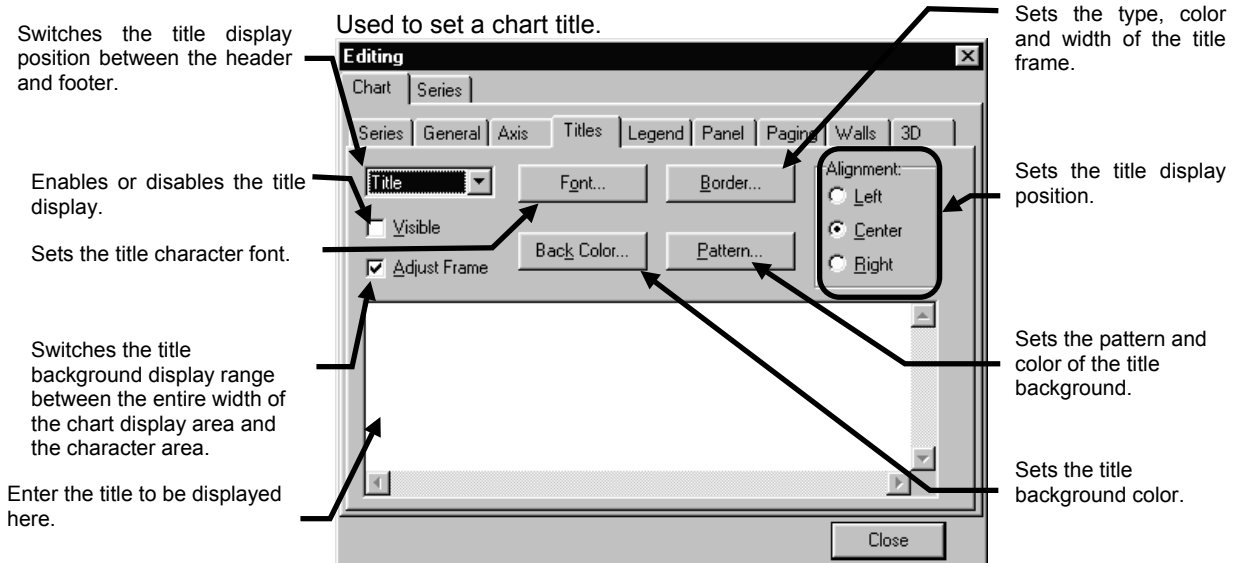 Used to set a chart title.
Switches the title display
position between the header
and footer.
Enables or disables the title
display.
Sets the title character font.
Switches the title
background display range
between the entire width of
the chart display area and
the character area.
Enter the title to be displayed
here.
Editing
Chart Series
Series General Axis Titles Legend Panel Paging Walls 3D
Title
Font...
Border...
Visible
Adjust Frame
Back Color...
Pattern...
Alignment:
Left
Center
Right
Close
Sets the type, color
and width of the title
frame.
Sets the title display
position.
Sets the pattern and
color of the title
background.
Sets the title
background color.